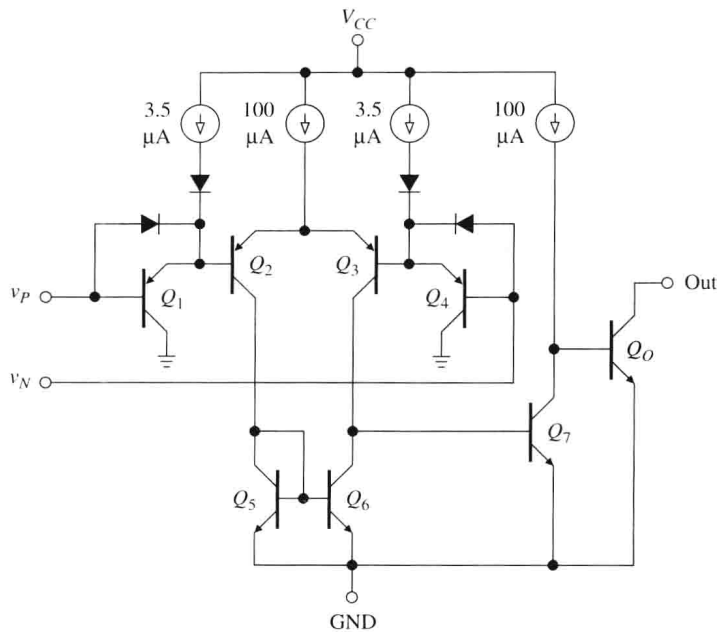 V_CC
3.5 µA
100 µA
3.5 µA
100 µA
Q_1
Q_2
Q_3
Q_4
v_P
v_N
Out
Q_O
Q_7
Q_5
Q_6
GND